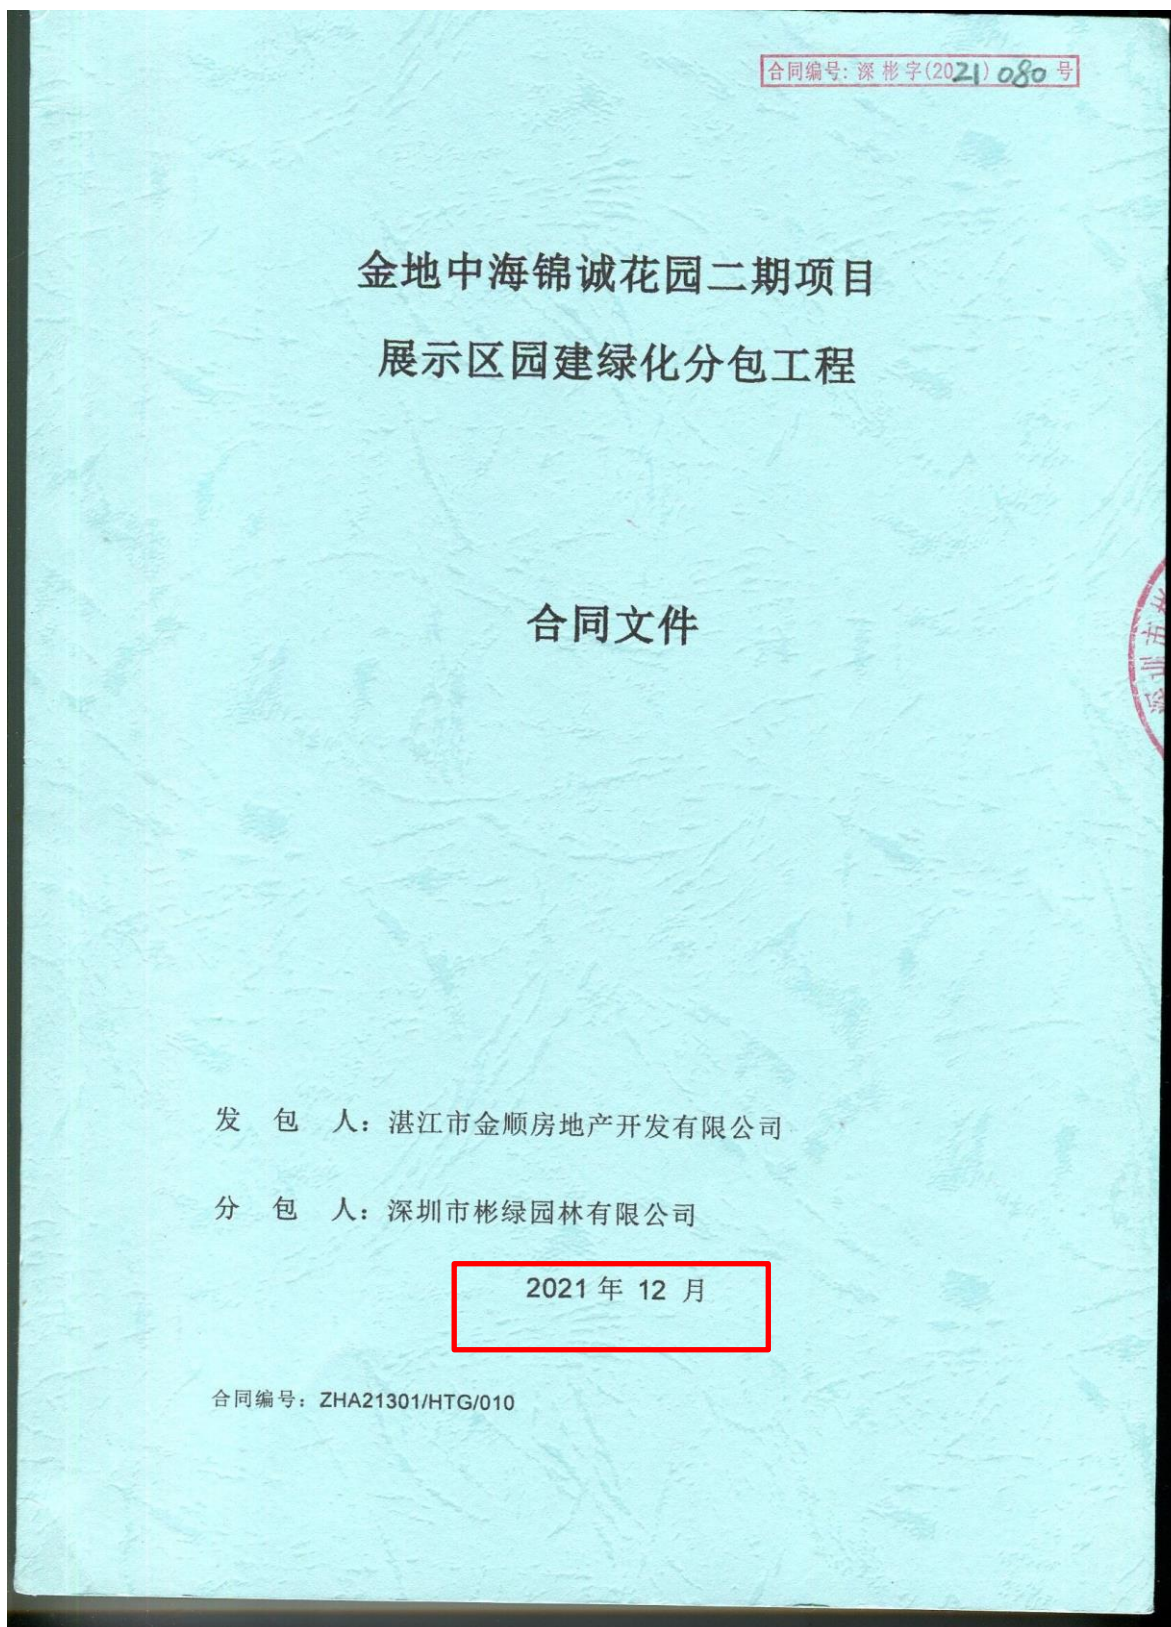 合同编号: 深彬字(2021) 080 号
金地中海锦诚花园二期项目
展示区园建绿化分包工程
合同文件
深圳市彬
发 包 人：湛江市金顺房地产开发有限公司
分 包 人：深圳市彬绿园林有限公司
2021 年 12 月
合同编号：ZHA21301/HTG/010